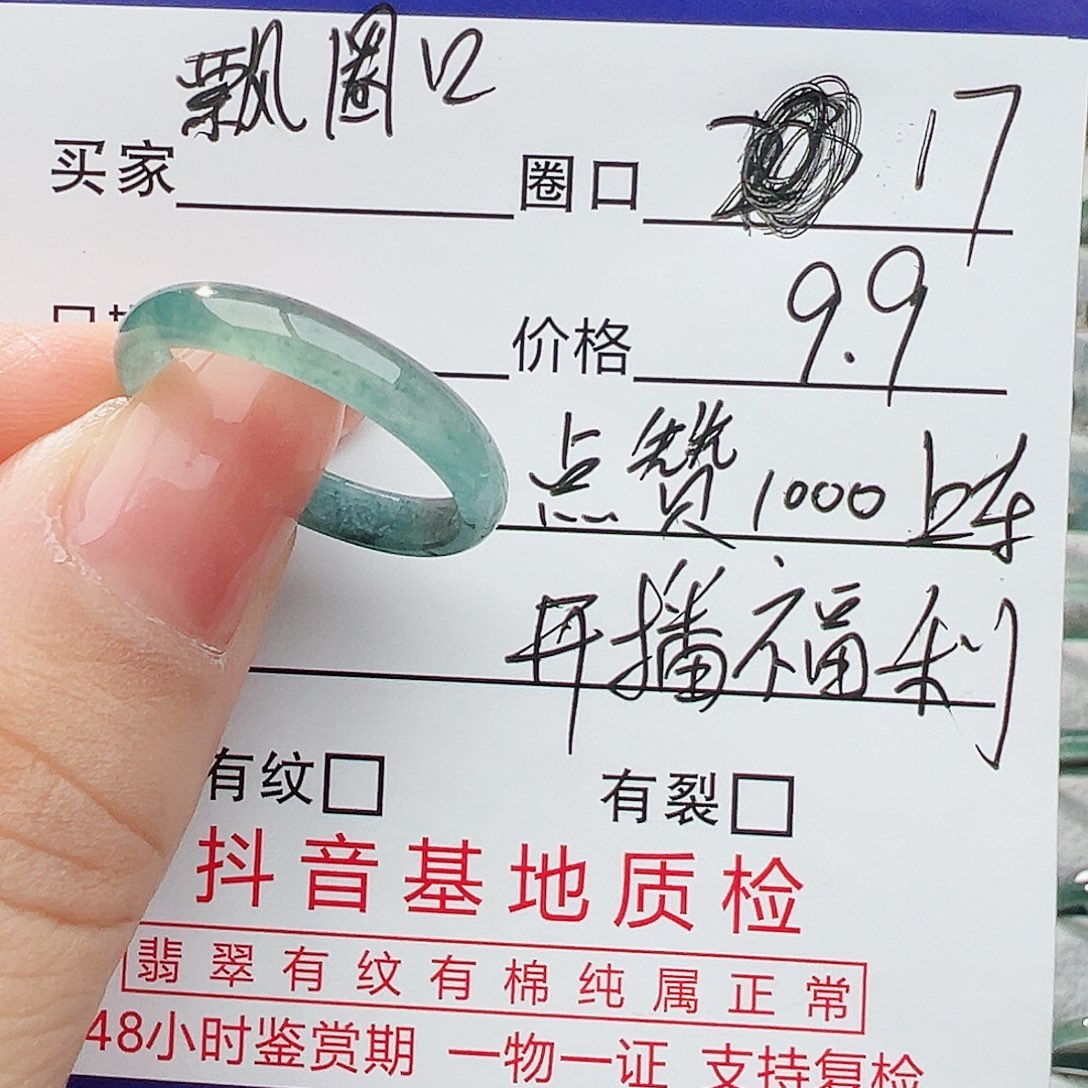 飘圈口
买家 圈口 17
价格 9.9
点赞1000上车
开播福利
有纹□ 有裂□
抖音基地质检
翡翠有纹有棉纯属正常
48小时鉴赏期 一物一证 支持复检